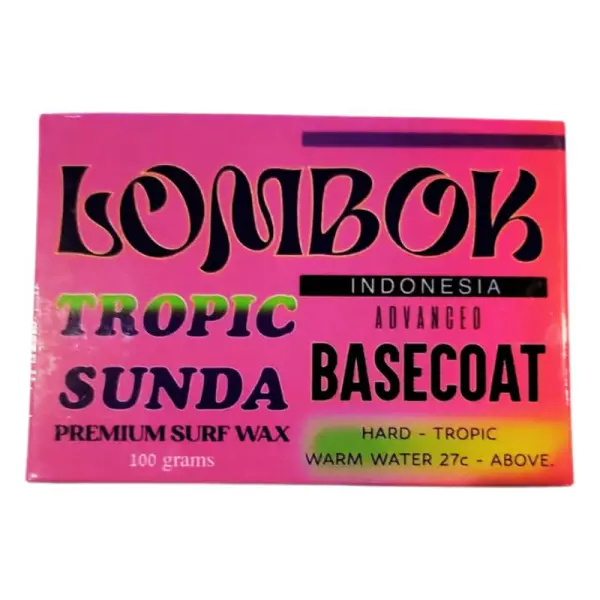 LOMBOK
INDONESIA
TROPIC
SUNDA
PREMIUM SURF WAX
100 grams
ADVANCED
BASECOAT
HARD - TROPIC
WARM WATER 27c - ABOVE.